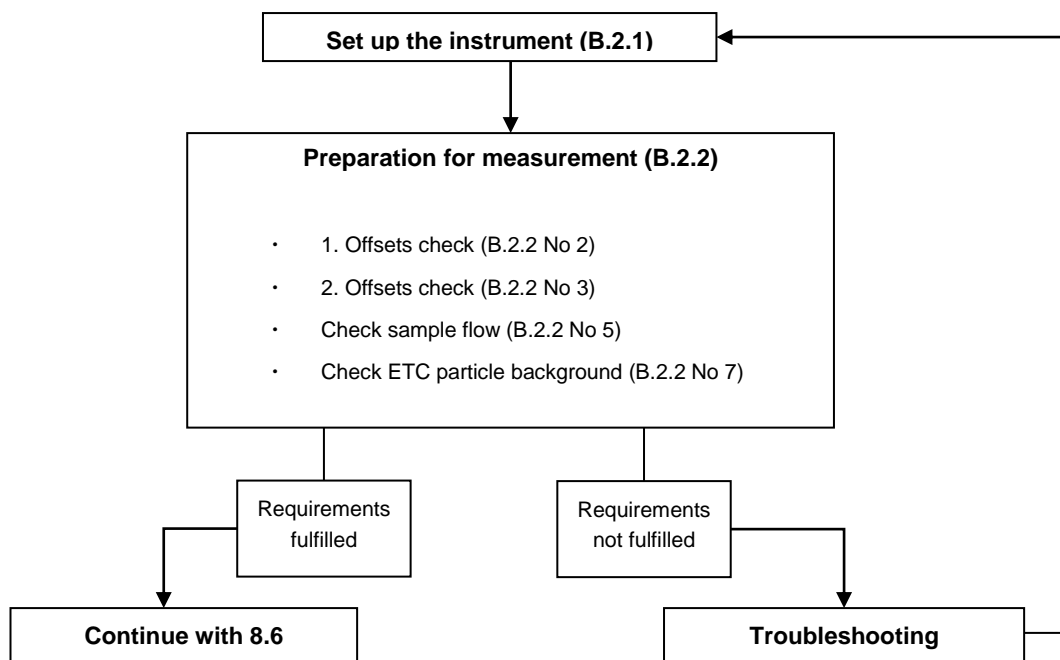 Set up the instrument (B.2.1)
Preparation for measurement (B.2.2)
· 1. Offsets check (B.2.2 No 2)
· 2. Offsets check (B.2.2 No 3)
· Check sample flow (B.2.2 No 5)
· Check ETC particle background (B.2.2 No 7)
Requirements
fulfilled
Requirements
not fulfilled
Continue with 8.6
Troubleshooting